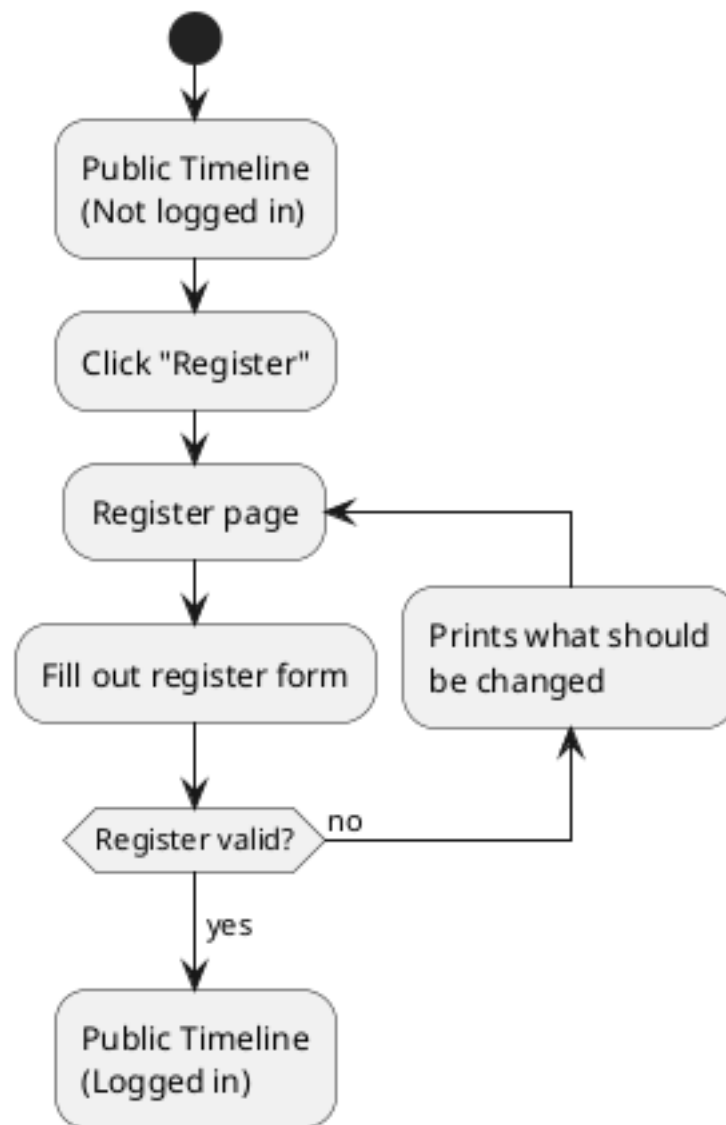 Public Timeline
(Not logged in)
Click "Register"
Register page
Prints what should
be changed
Fill out register form
Register valid?
no
yes
Public Timeline
(Logged in)